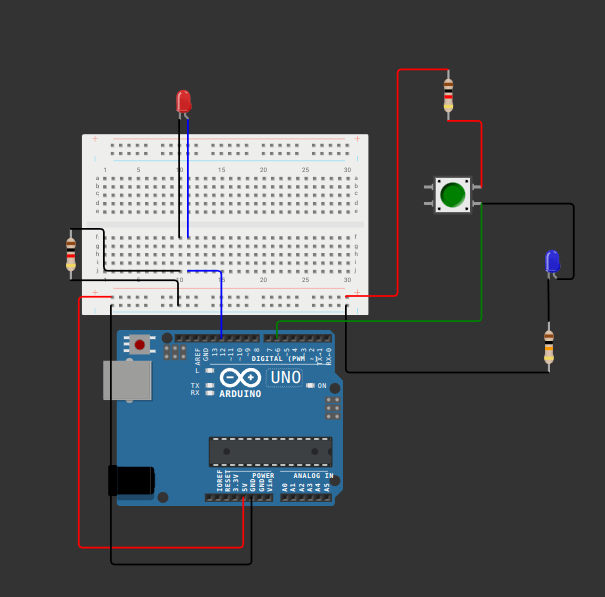 + +
1 5 10 15 20 25 30
a a
b b
c c
d d
e e
f f
g g
h h
i i
j j
1 5 10 15 20 25 30
+ +
AREF
GND
13
12
~11
~10
~9
8
7
~6
~5
4
~3
2
TX→1
RX←0
DIGITAL (PWM ~)
L
TX
RX
UNO
ARDUINO
ON
POWER
ANALOG IN
IOREF
RESET
3.3V
5V
GND
GND
Vin
A0
A1
A2
A3
A4
A5